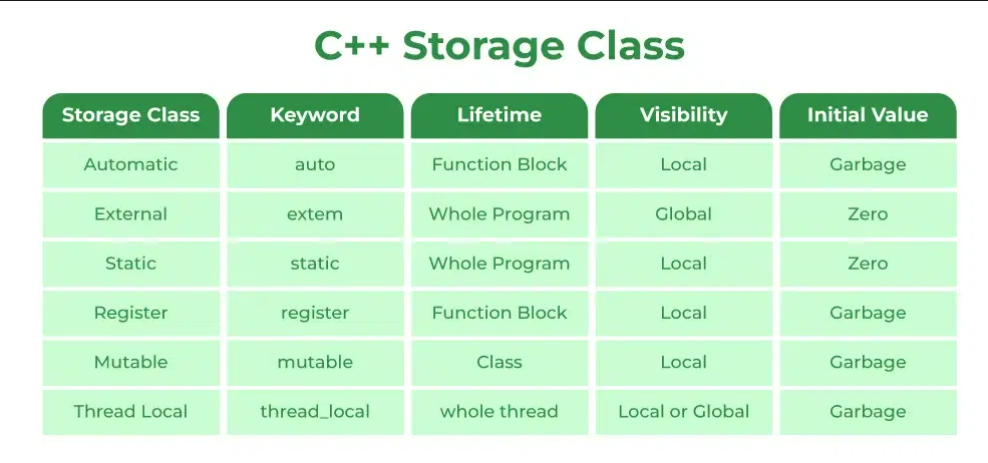 C++ Storage Class
Storage Class Keyword Lifetime Visibility Initial Value
Automatic auto Function Block Local Garbage
External extem Whole Program Global Zero
Static static Whole Program Local Zero
Register register Function Block Local Garbage
Mutable mutable Class Local Garbage
Thread Local thread_local whole thread Local or Global Garbage